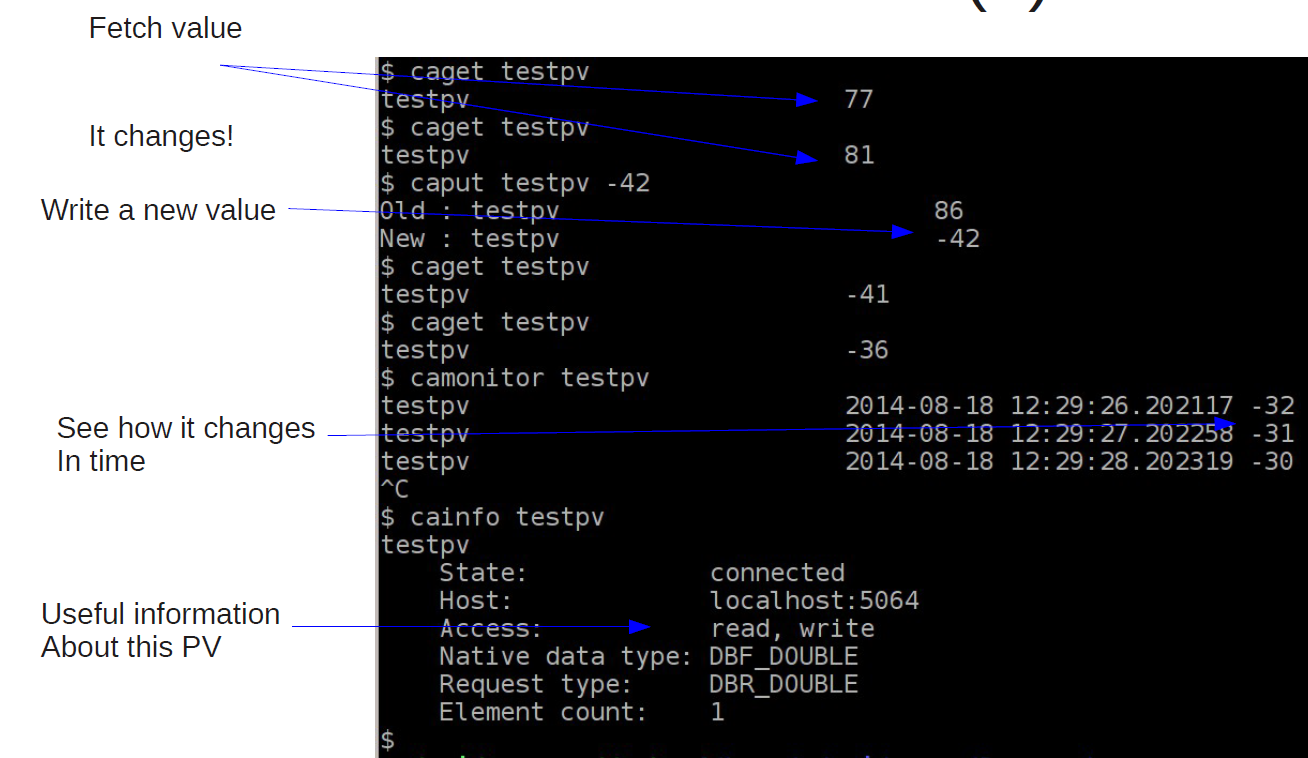 Fetch value
It changes!
Write a new value
See how it changes
In time
Useful information
About this PV
$ caget testpv
testpv 77
$ caget testpv
testpv 81
$ caput testpv -42
Old : testpv 86
New : testpv -42
$ caget testpv
testpv -41
$ caget testpv
testpv -36
$ camonitor testpv
testpv 2014-08-18 12:29:26.202117 -32
testpv 2014-08-18 12:29:27.202258 -31
testpv 2014-08-18 12:29:28.202319 -30
^C
$ cainfo testpv
testpv
State: connected
Host: localhost:5064
Access: read, write
Native data type: DBF_DOUBLE
Request type: DBR_DOUBLE
Element count: 1
$